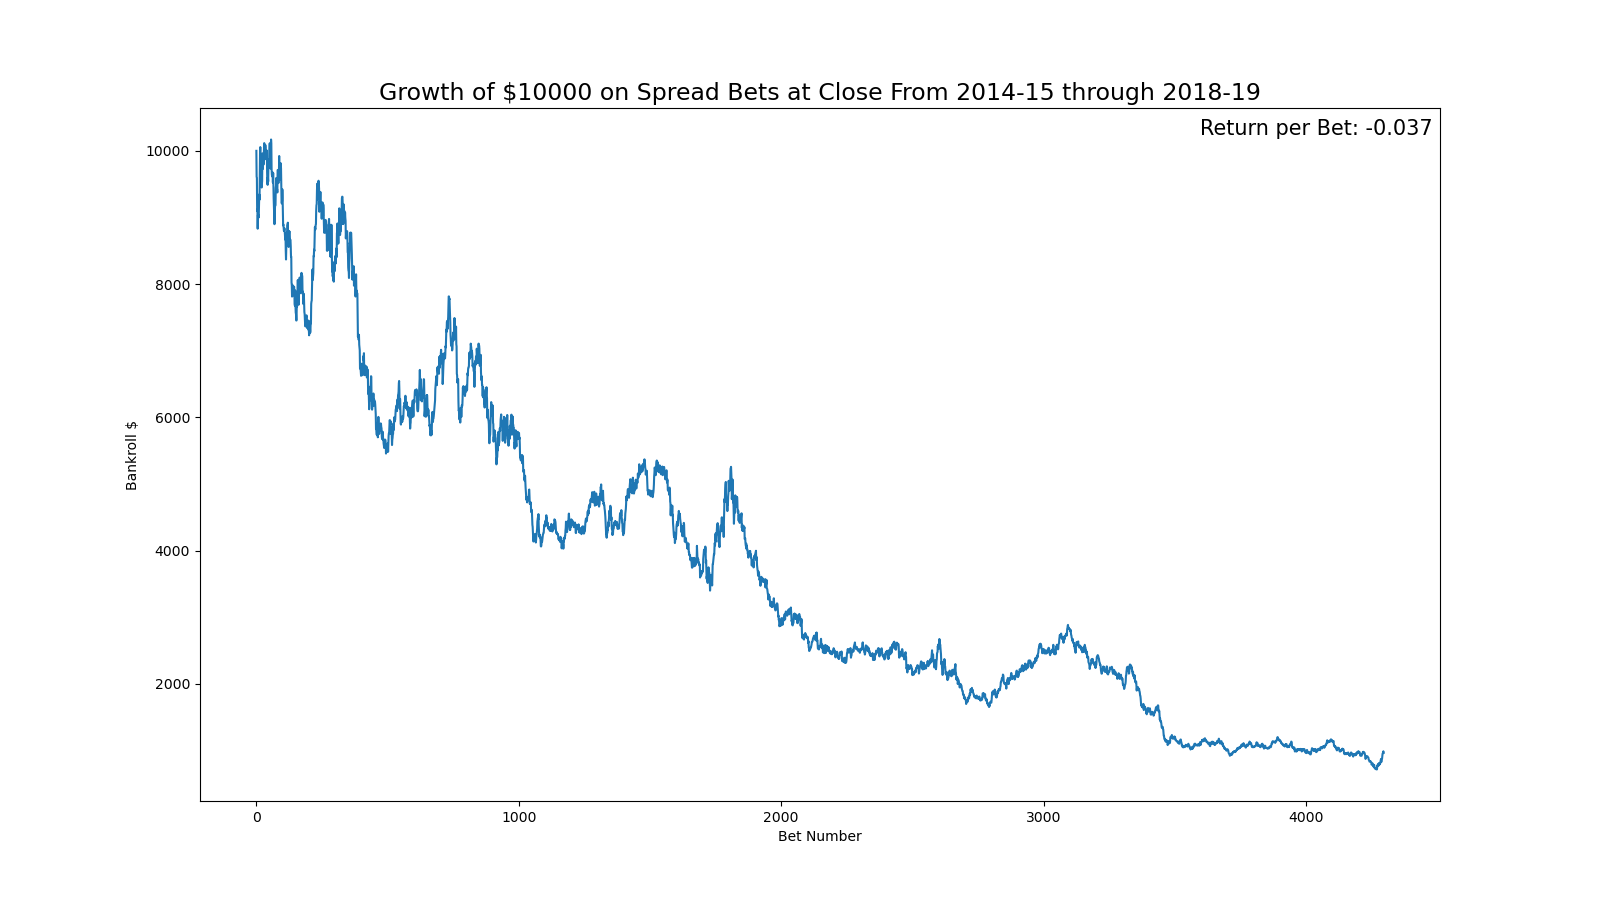 Growth of $10000 on Spread Bets at Close From 2014-15 through 2018-19
Return per Bet: -0.037
10000
8000
6000
4000
2000
Bankroll $
0 1000 2000 3000 4000
Bet Number